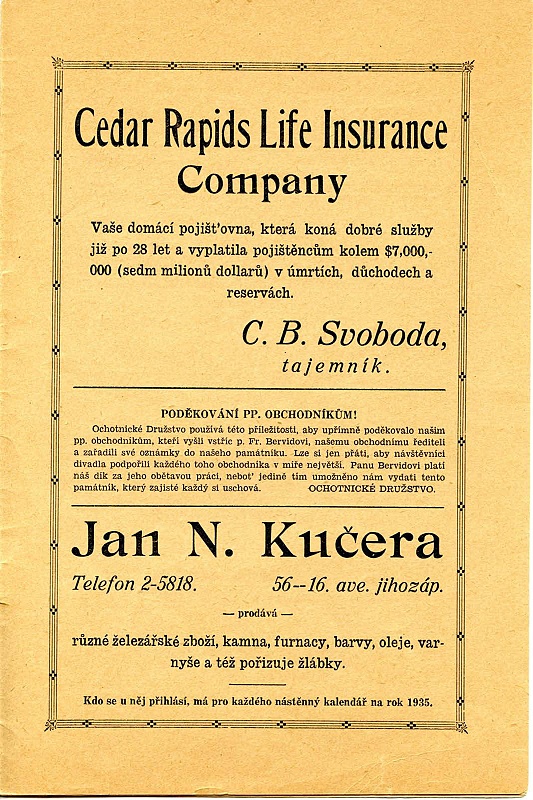 Cedar Rapids Life Insurance
Company
Vaše domácí pojišt'ovna, která koná dobré služby
již po 28 let a vyplatila pojištěncům kolem $7,000,-
000 (sedm milionů dollarů) v úmrtích, důchodech a
reservách.
C. B. Svoboda,
tajemník.
PODĚKOVÁNÍ PP. OBCHODNÍKŮM!
Ochotnické Družstvo používá této příležitosti, aby upřímně poděkovalo našim
pp. obchodníkům, kteří vyšli vstříc p. Fr. Bervidovi, našemu obchodnímu řediteli
a zařadili své oznámky do našeho památníku. Lze si jen přáti, aby návštěvníci
divadla podpořili každého toho obchodníka v míře největší. Panu Bervidovi platí
náš dík za jeho obětavou práci, nebot' jedině tím umožněno nám vydati tento
památník, který zajisté každý si uschová. OCHOTNICKÉ DRUŽSTVO.
Jan N. Kučera
Telefon 2-5818. 56--16. ave. jihozáp.
— prodává —
různé železářské zboží, kamna, furnacy, barvy, oleje, var-
nyše a též pořizuje žlábky.
Kdo se u něj přihlásí, má pro každého nástěnný kalendář na rok 1935.